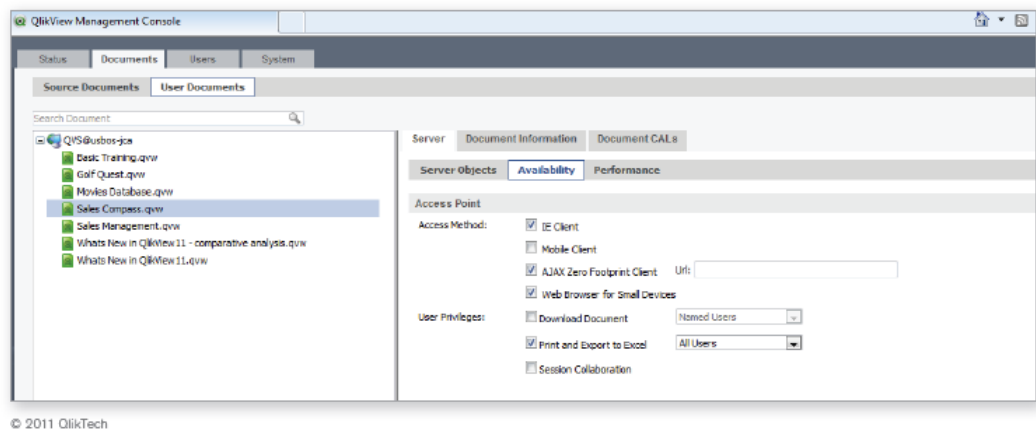 QlikView Management Console
Status Documents Users System
Source Documents User Documents
Search Document
QVS@usbos-jca
Basic Training.qvw
Golf Quest.qvw
Movies Database.qvw
Sales Compass.qvw
Sales Management.qvw
Whats New in QlikView 11 - comparative analysis.qvw
Whats New in QlikView 11.qvw
Server Document Information Document CALs
Server Objects Availability Performance
Access Point
Access Method: IE Client
Mobile Client
AJAX Zero Footprint Client Url:
Web Browser for Small Devices
User Privileges: Download Document Named Users
Print and Export to Excel All Users
Session Collaboration
© 2011 QlikTech